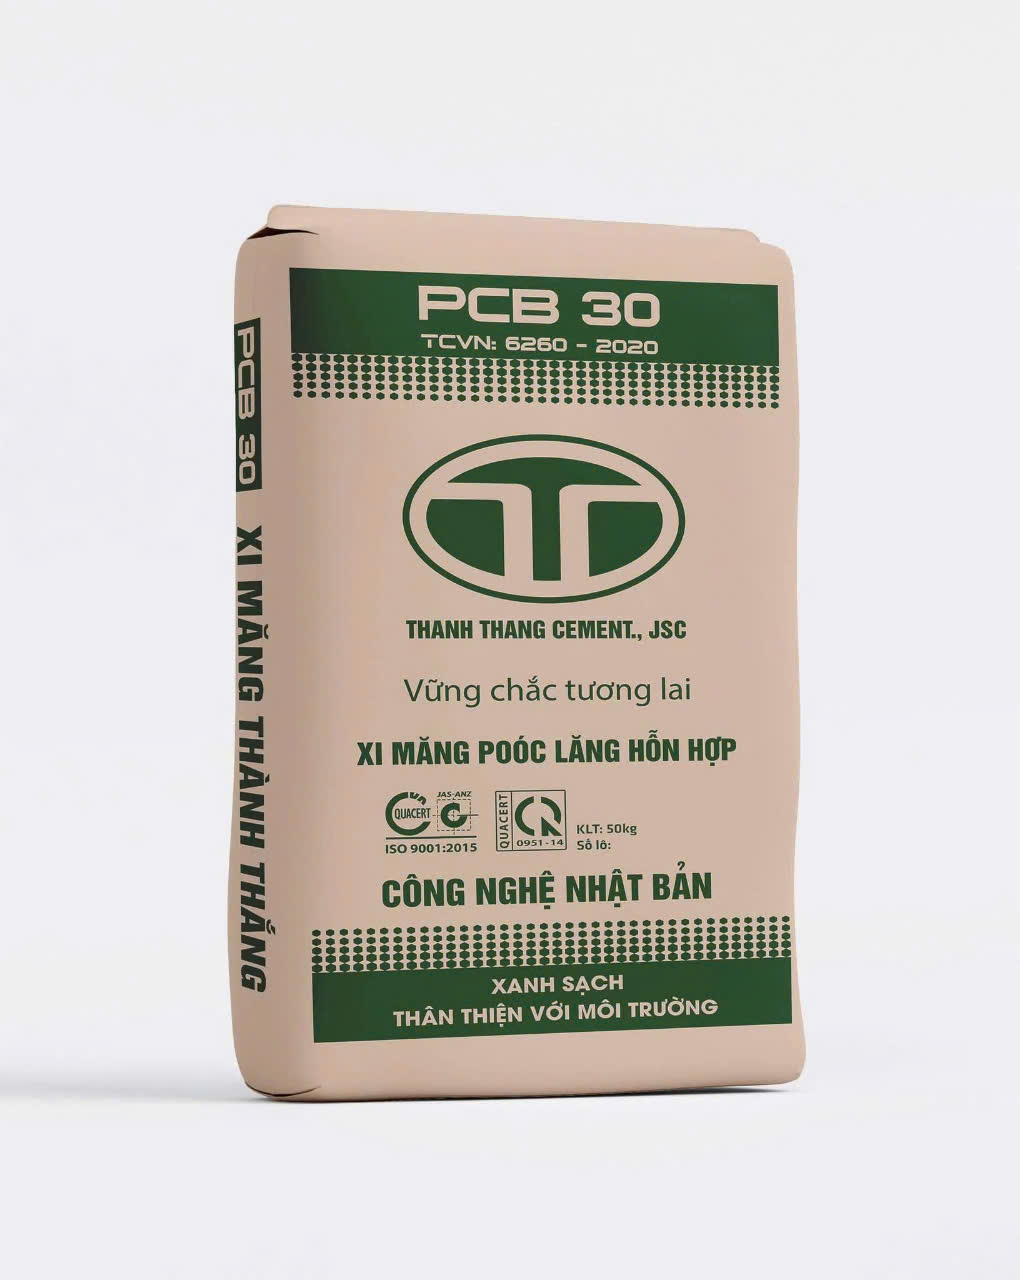 PCB 30
TCVN: 6260 - 2020
THANH THANG CEMENT., JSC
Vững chắc tương lai
XI MĂNG POÓC LĂNG HỖN HỢP
QUACERT
JAS-ANZ
ISO 9001:2015
QUACERT
0951-14
KLT: 50kg
Số lô:
CÔNG NGHỆ NHẬT BẢN
XANH SẠCH
THÂN THIỆN VỚI MÔI TRƯỜNG
PCB 30 XI MĂNG THÀNH THẮNG